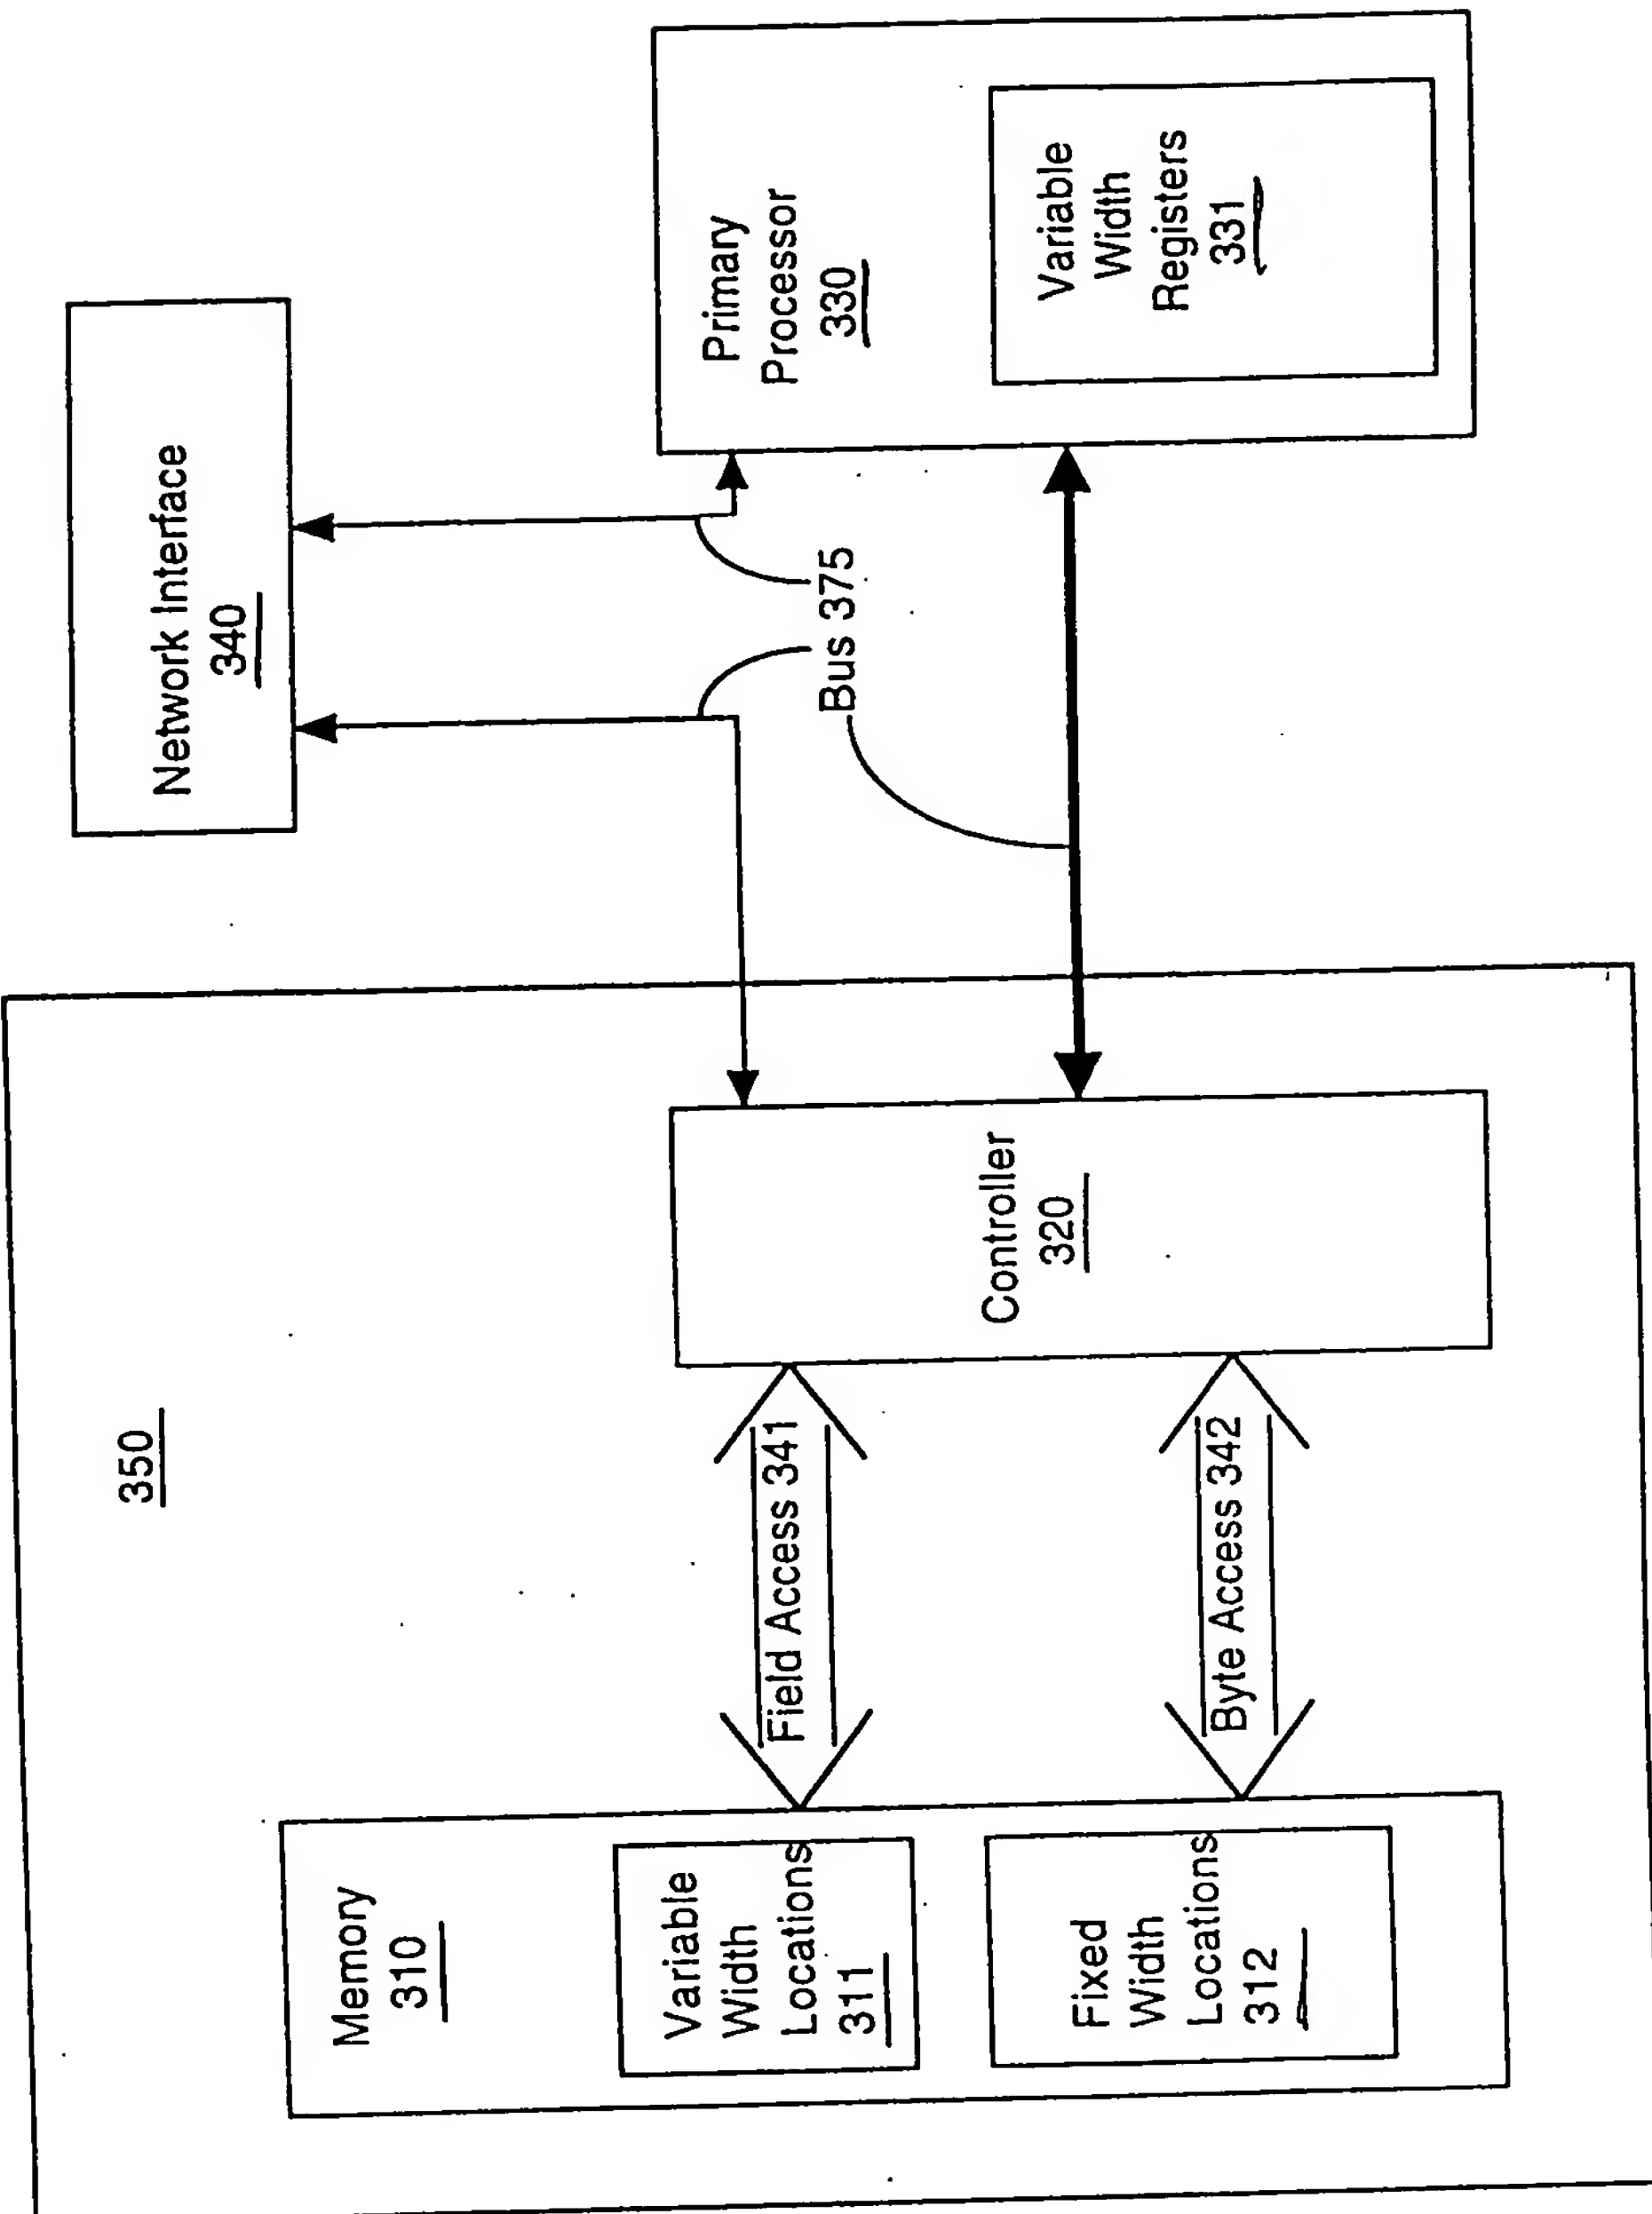 350
Memory
310
Variable
Width
Locations
311
Fixed
Width
Locations
312
Field Access 341
Byte Access 342
Controller
320
Network Interface
340
Bus 375
Primary
Processor
330
Variable
Width
Registers
331